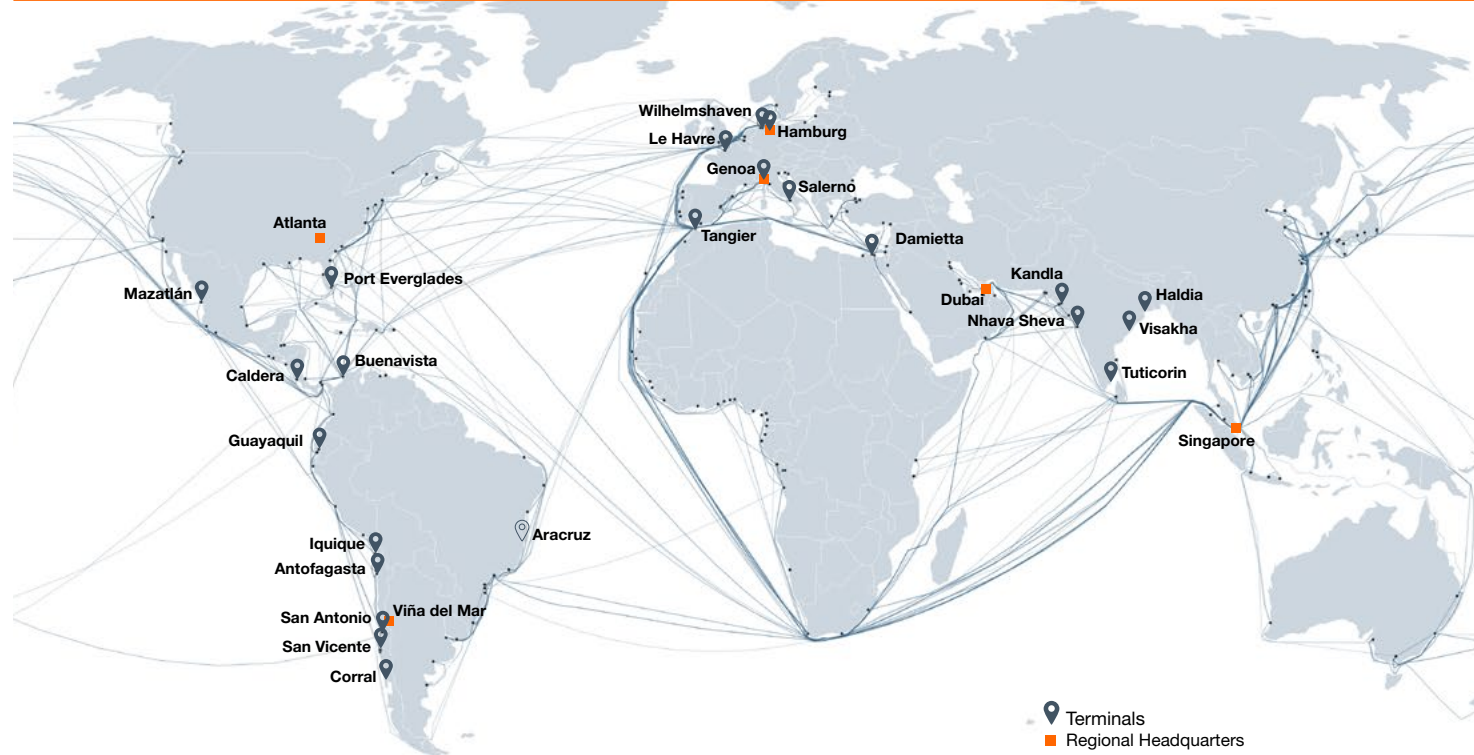 Wilhelmshaven
Hamburg
Le Havre
Genoa
Salerno
Atlanta
Tangier
Damietta
Port Everglades
Kandla
Mazatlán
Dubai
Haldia
Nhava Sheva
Visakha
Buenavista
Caldera
Tuticorin
Guayaquil
Singapore
Aracruz
Iquique
Antofagasta
Viña del Mar
San Antonio
San Vicente
Corral
Terminals
Regional Headquarters